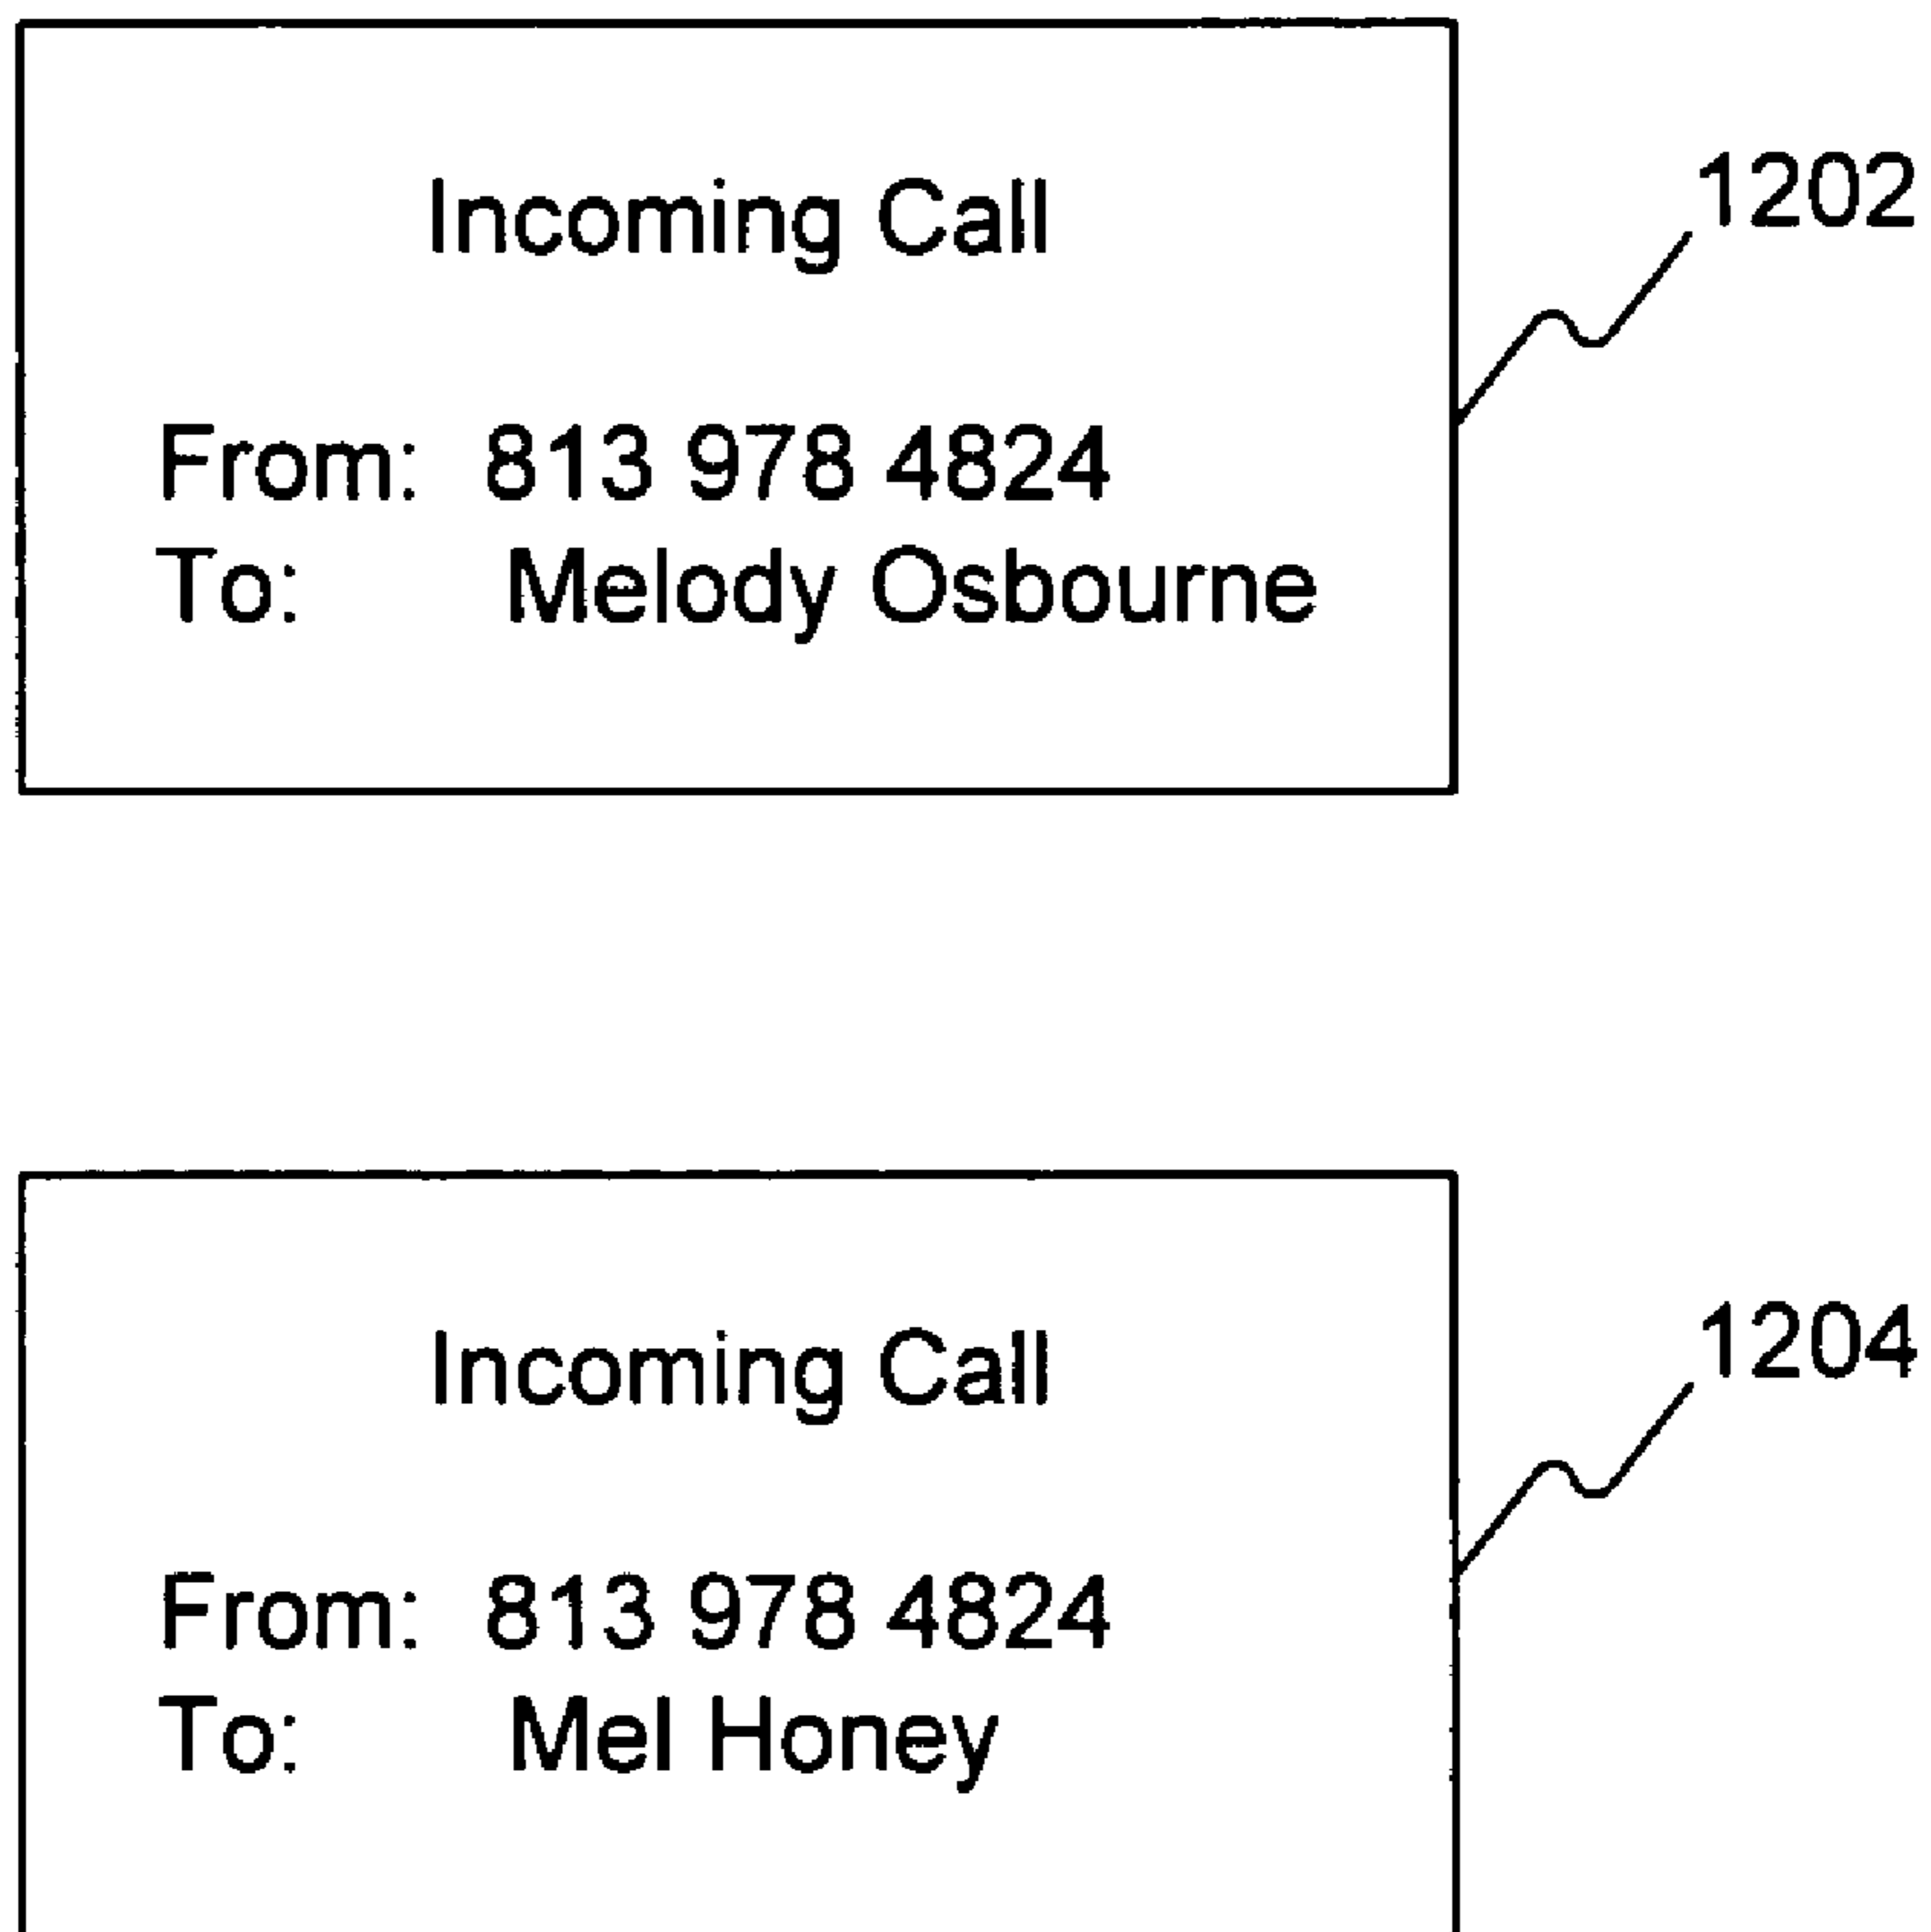 Incoming Call
1202
From: 813 978 4824
To: Melody Osbourne
Incoming Call
1204
From: 813 978 4824
To: Mel Honey